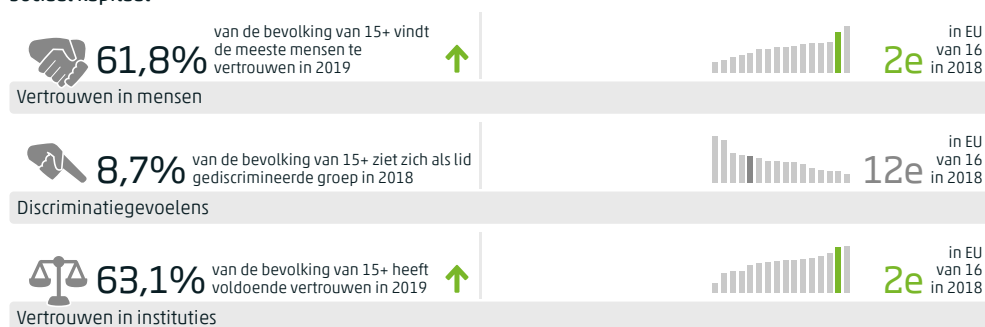 61,8%
van de bevolking van 15+ vindt
de meeste mensen te
vertrouwen in 2019
2e
in EU
van 16
in 2018
Vertrouwen in mensen
8,7%
van de bevolking van 15+ ziet zich als lid
gediscrimineerde groep in 2018
12e
in EU
van 16
in 2018
Discriminatiegevoelens
63,1%
van de bevolking van 15+ heeft
voldoende vertrouwen in 2019
2e
in EU
van 16
in 2018
Vertrouwen in instituties